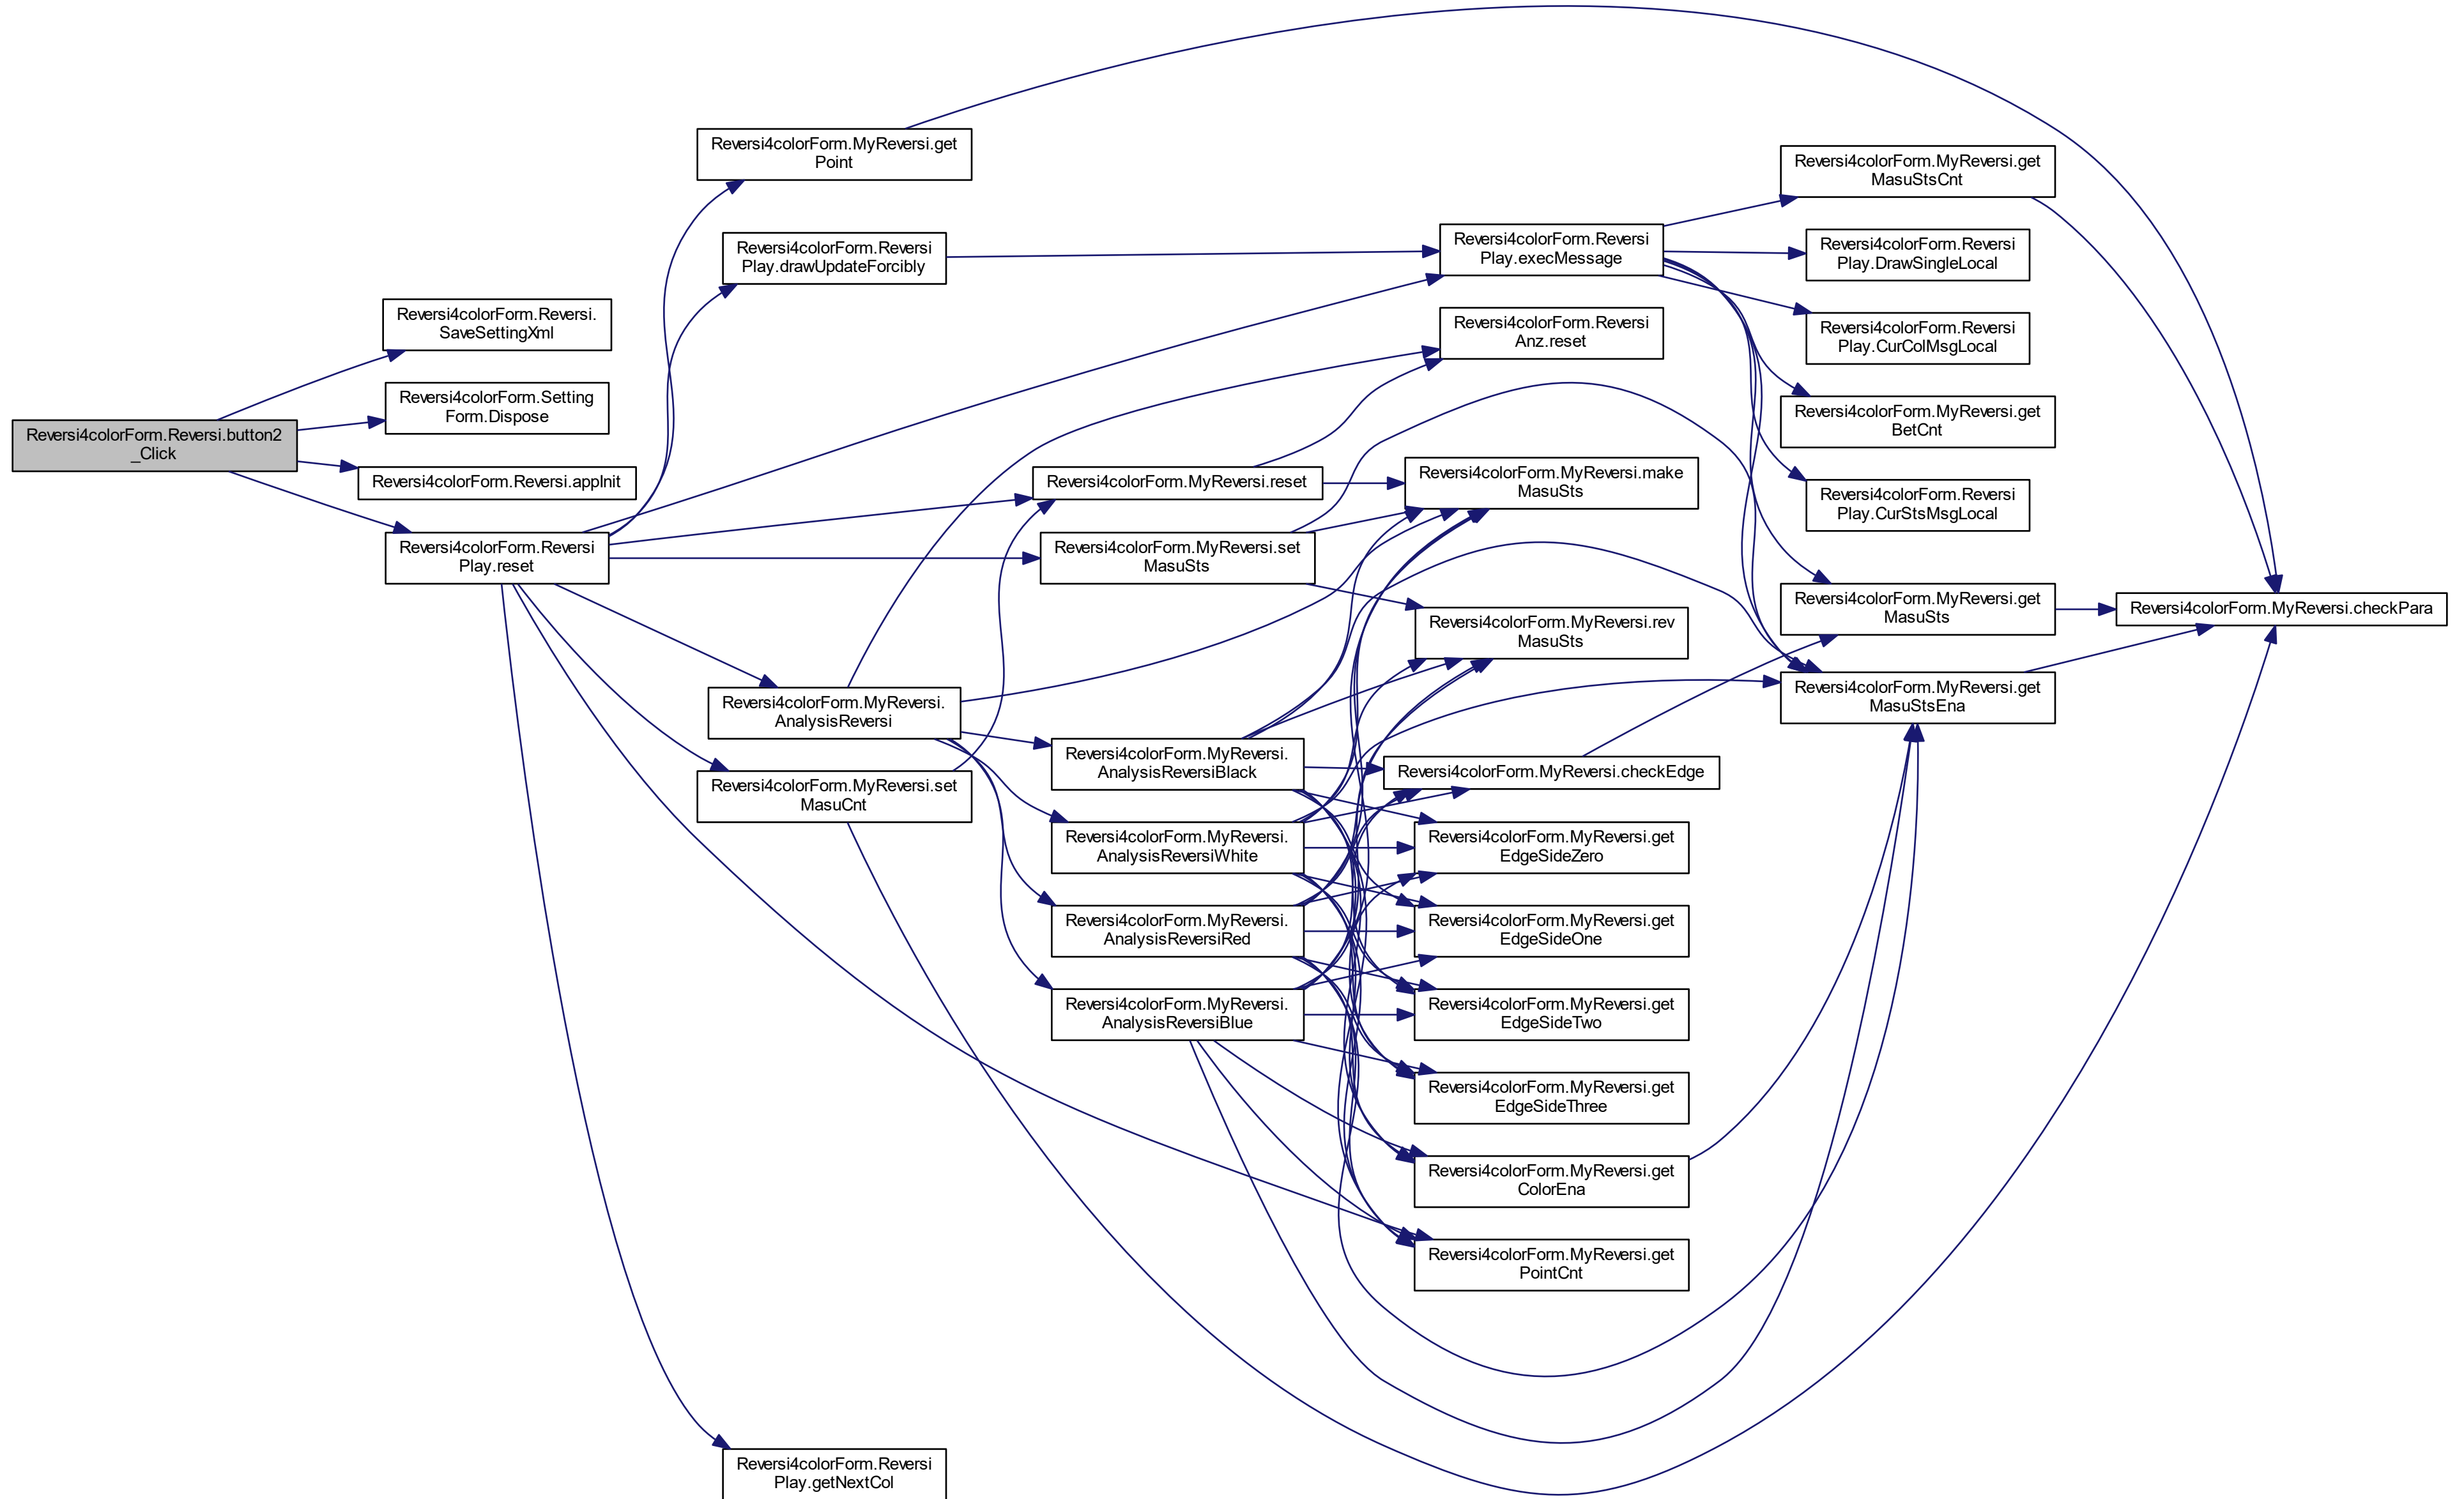 Reversi4colorForm.Reversi.button2
_Click
Reversi4colorForm.Reversi.
SaveSettingXml
Reversi4colorForm.Setting
Form.Dispose
Reversi4colorForm.Reversi.appInit
Reversi4colorForm.Reversi
Play.reset
Reversi4colorForm.MyReversi.get
Point
Reversi4colorForm.Reversi
Play.drawUpdateForcibly
Reversi4colorForm.MyReversi.
AnalysisReversi
Reversi4colorForm.MyReversi.set
MasuCnt
Reversi4colorForm.Reversi
Play.getNextCol
Reversi4colorForm.MyReversi.reset
Reversi4colorForm.MyReversi.set
MasuSts
Reversi4colorForm.MyReversi.
AnalysisReversiBlack
Reversi4colorForm.MyReversi.
AnalysisReversiWhite
Reversi4colorForm.MyReversi.
AnalysisReversiRed
Reversi4colorForm.MyReversi.
AnalysisReversiBlue
Reversi4colorForm.Reversi
Play.execMessage
Reversi4colorForm.Reversi
Anz.reset
Reversi4colorForm.MyReversi.make
MasuSts
Reversi4colorForm.MyReversi.rev
MasuSts
Reversi4colorForm.MyReversi.checkEdge
Reversi4colorForm.MyReversi.get
EdgeSideZero
Reversi4colorForm.MyReversi.get
EdgeSideOne
Reversi4colorForm.MyReversi.get
EdgeSideTwo
Reversi4colorForm.MyReversi.get
EdgeSideThree
Reversi4colorForm.MyReversi.get
ColorEna
Reversi4colorForm.MyReversi.get
PointCnt
Reversi4colorForm.MyReversi.get
MasuStsCnt
Reversi4colorForm.Reversi
Play.DrawSingleLocal
Reversi4colorForm.Reversi
Play.CurColMsgLocal
Reversi4colorForm.MyReversi.get
BetCnt
Reversi4colorForm.Reversi
Play.CurStsMsgLocal
Reversi4colorForm.MyReversi.get
MasuSts
Reversi4colorForm.MyReversi.get
MasuStsEna
Reversi4colorForm.MyReversi.checkPara